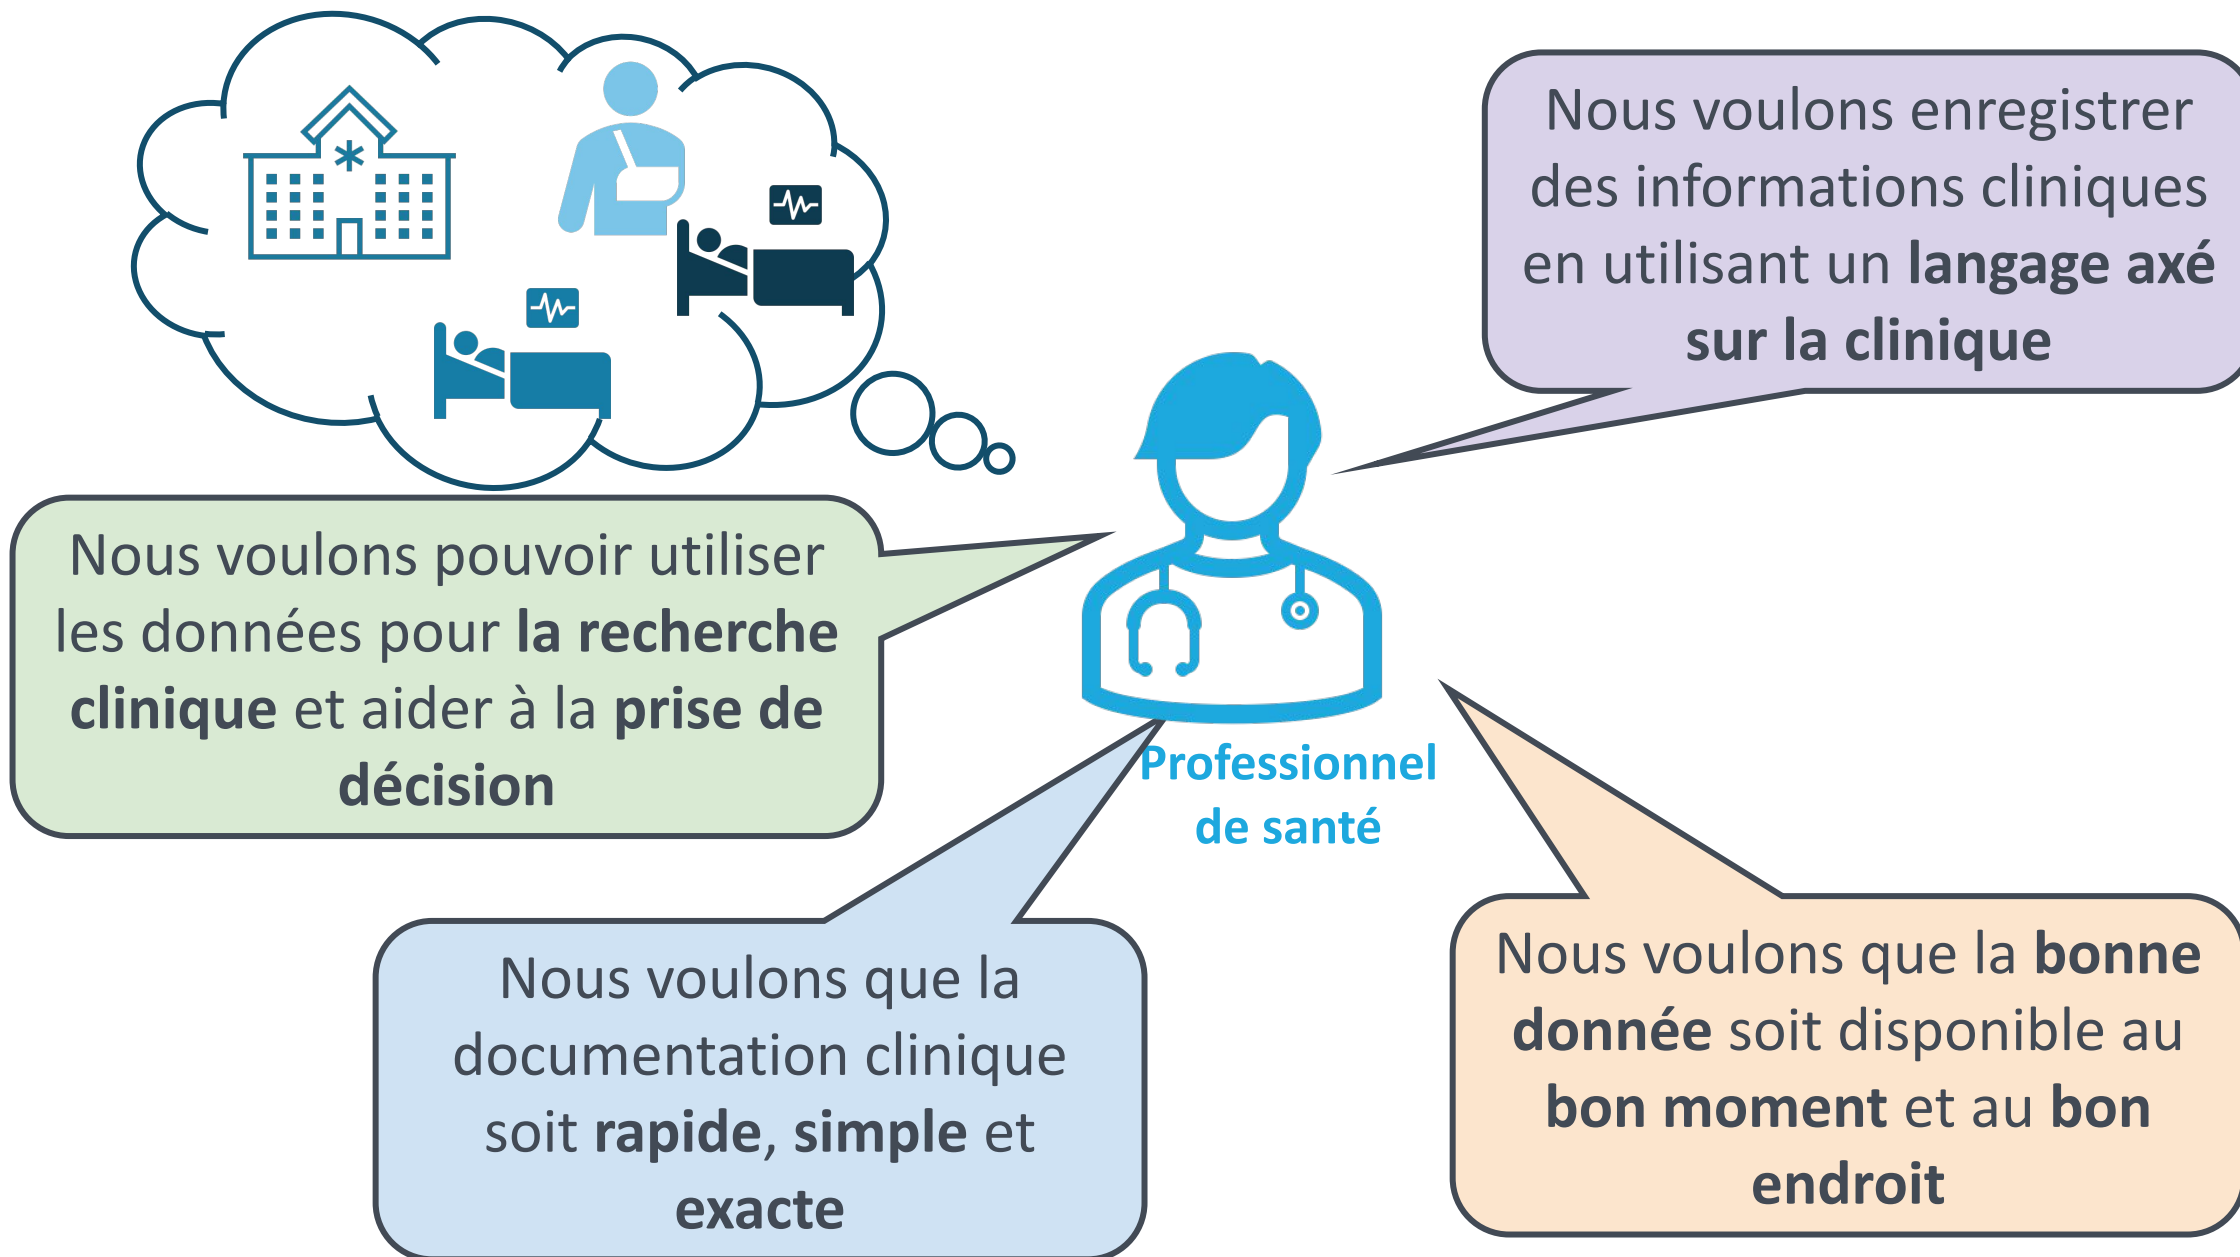 Nous voulons enregistrer
des informations cliniques
en utilisant un langage axé
sur la clinique
Nous voulons pouvoir utiliser
les données pour la recherche
clinique et aider à la prise de
décision
Professionnel
de santé
Nous voulons que la
documentation clinique
soit rapide, simple et
exacte
Nous voulons que la bonne
donnée soit disponible au
bon moment et au bon
endroit